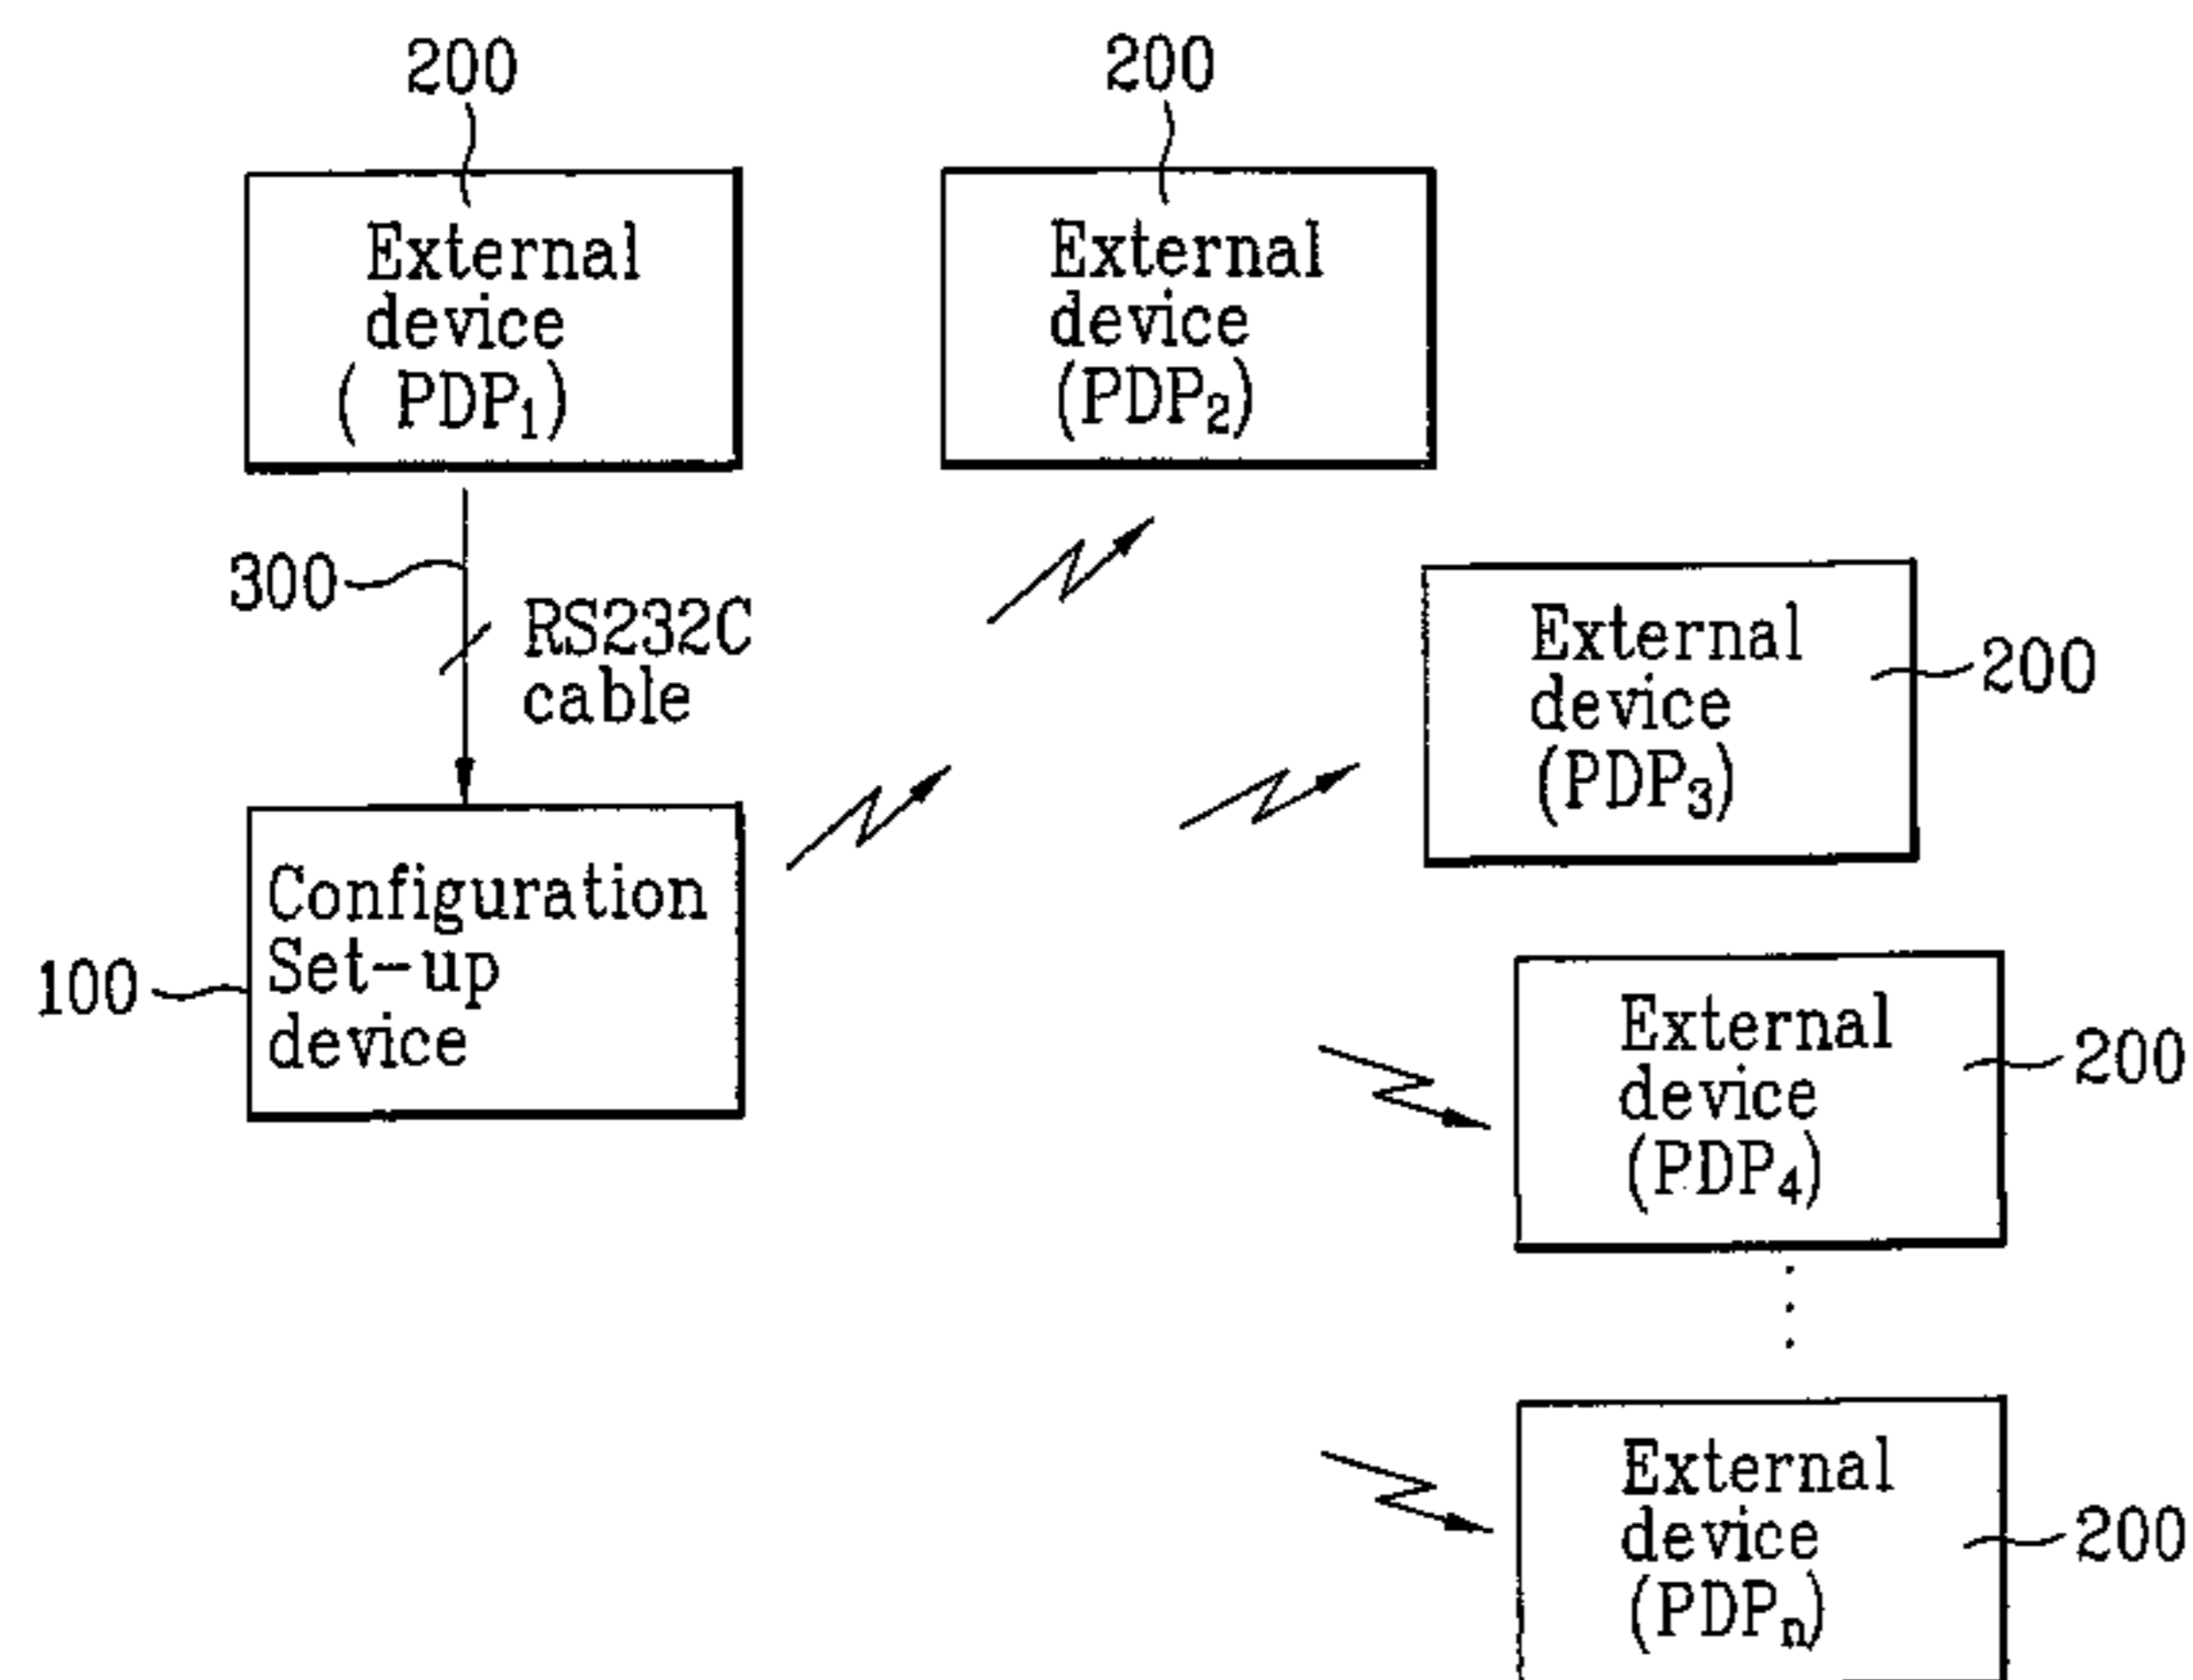 200
200
External
device
( PDP1)
External
device
(PDP2)
300
RS232C
cable
External
device
(PDP3)
200
Configuration
Set-up
device
100
External
device
(PDP4)
200
External
device
(PDPn)
200